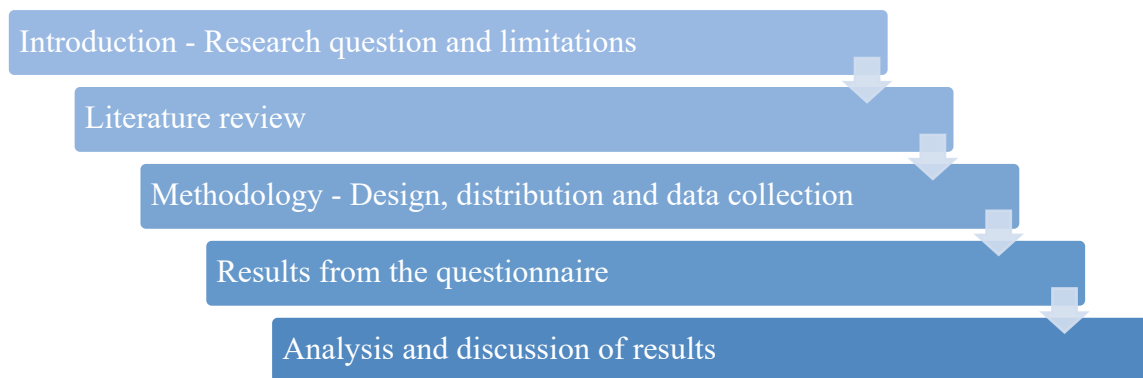 Introduction - Research question and limitations
Literature review
Methodology - Design, distribution and data collection
Results from the questionnaire
Analysis and discussion of results